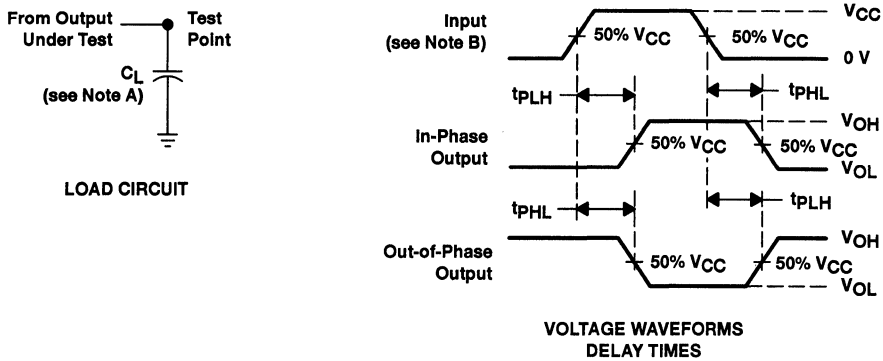 From Output
Under Test
Test
Point
CL
(see Note A)
LOAD CIRCUIT
Input
(see Note B)
50% VCC
50% VCC
VCC
0 V
tPLH
tPHL
In-Phase
Output
50% VCC
50% VCC
VOH
VOL
tPHL
tPLH
Out-of-Phase
Output
50% VCC
50% VCC
VOH
VOL
VOLTAGE WAVEFORMS
DELAY TIMES